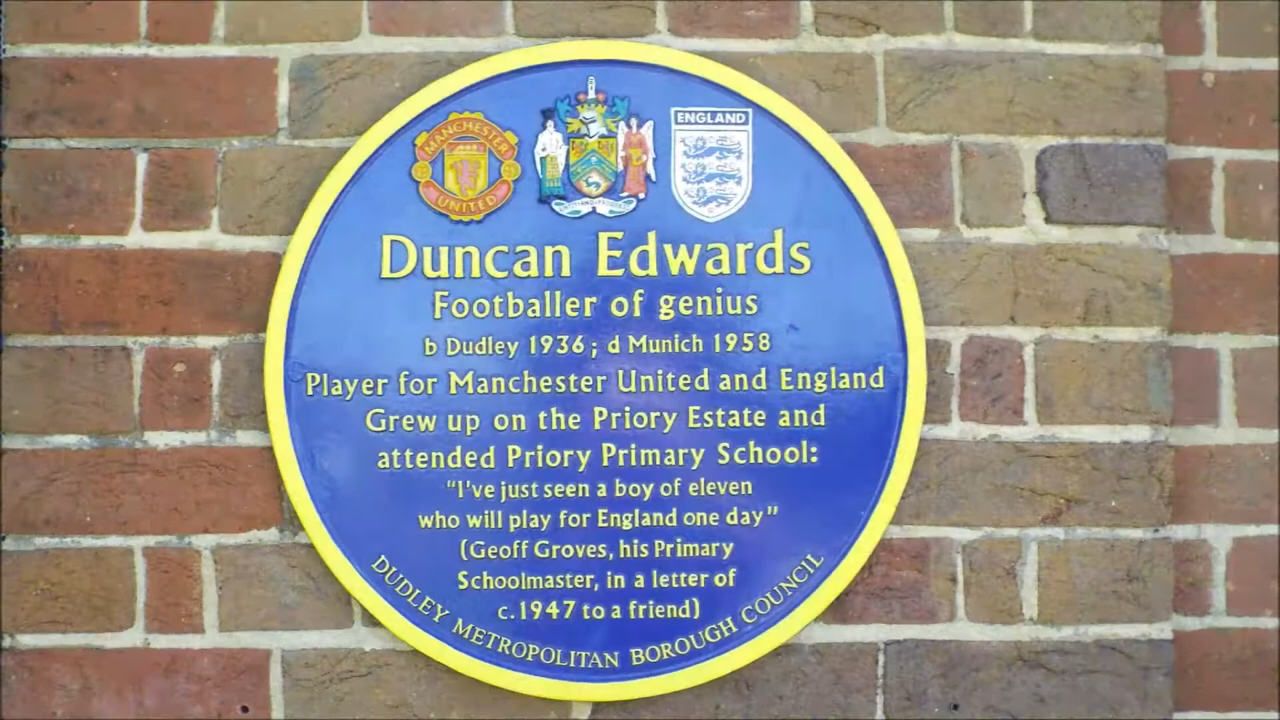 MANCHESTER
UNITED
ENGLAND
Duncan Edwards
Footballer of genius
b Dudley 1936; d Munich 1958
Player for Manchester United and England
Grew up on the Priory Estate and
attended Priory Primary School:
"I've just seen a boy of eleven
who will play for England one day"
(Geoff Groves, his Primary
Schoolmaster, in a letter of
c.1947 to a friend)
DUDLEY METROPOLITAN BOROUGH COUNCIL